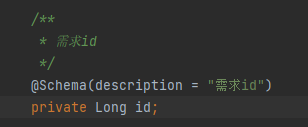 /**
* 需求id
*/
@Schema(description = "需求id")
private Long id;